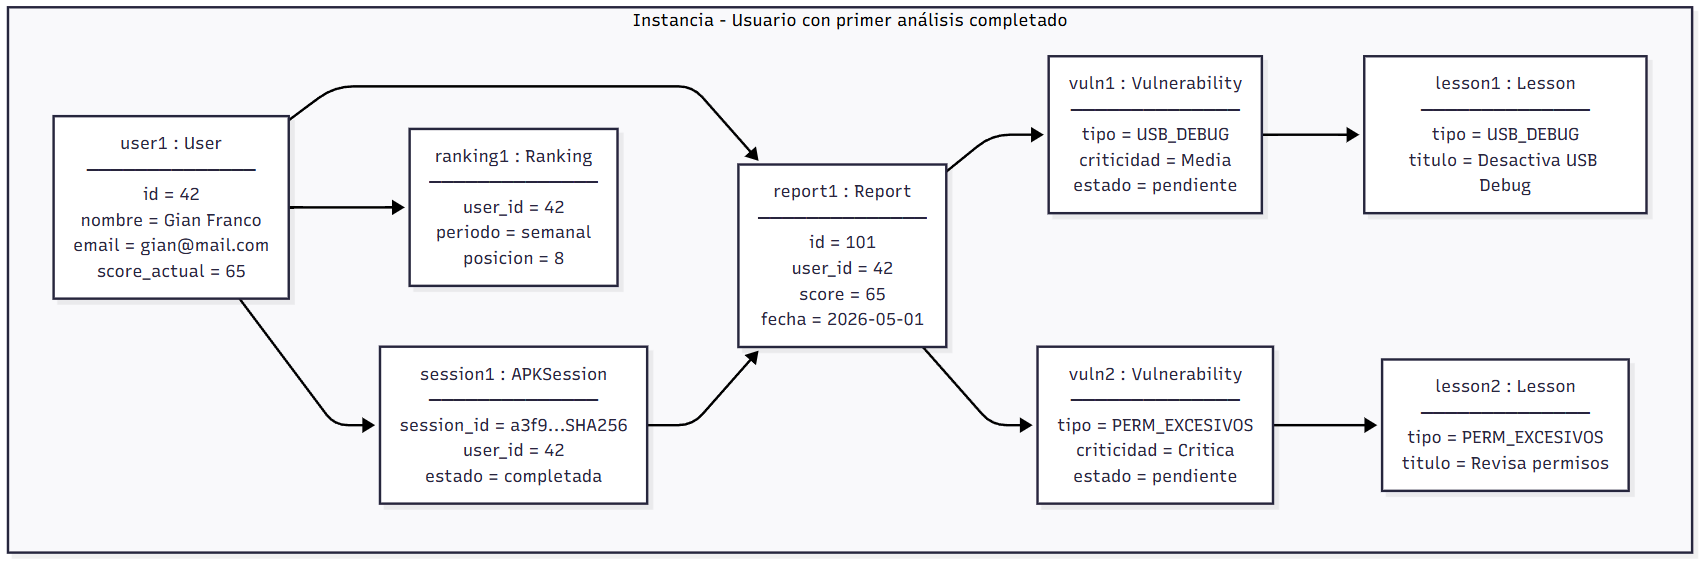 Instancia - Usuario con primer análisis completado
user1 : User
id = 42
nombre = Gian Franco
email = gian@mail.com
score_actual = 65
ranking1 : Ranking
user_id = 42
periodo = semanal
posicion = 8
session1 : APKSession
session_id = a3f9...SHA256
user_id = 42
estado = completada
report1 : Report
id = 101
user_id = 42
score = 65
fecha = 2026-05-01
vuln1 : Vulnerability
tipo = USB_DEBUG
criticidad = Media
estado = pendiente
lesson1 : Lesson
tipo = USB_DEBUG
titulo = Desactiva USB
Debug
vuln2 : Vulnerability
tipo = PERM_EXCESIVOS
criticidad = Critica
estado = pendiente
lesson2 : Lesson
tipo = PERM_EXCESIVOS
titulo = Revisa permisos